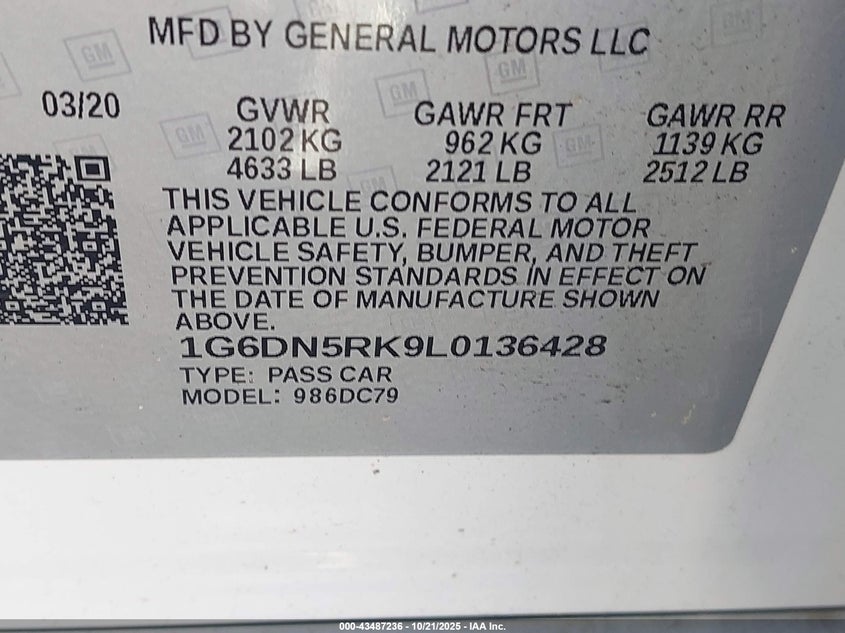 MFD BY GENERAL MOTORS LLC
03/20 GVWR GAWR FRT GAWR RR
2102 KG 962 KG 1139 KG
4633 LB 2121 LB 2512 LB
THIS VEHICLE CONFORMS TO ALL
APPLICABLE U.S. FEDERAL MOTOR
VEHICLE SAFETY, BUMPER, AND THEFT
PREVENTION STANDARDS IN EFFECT ON
THE DATE OF MANUFACTURE SHOWN
ABOVE.
1G6DN5RK9L0136428
TYPE: PASS CAR
MODEL: 986DC79
000-43487236 - 10/21/2025 - IAA Inc.